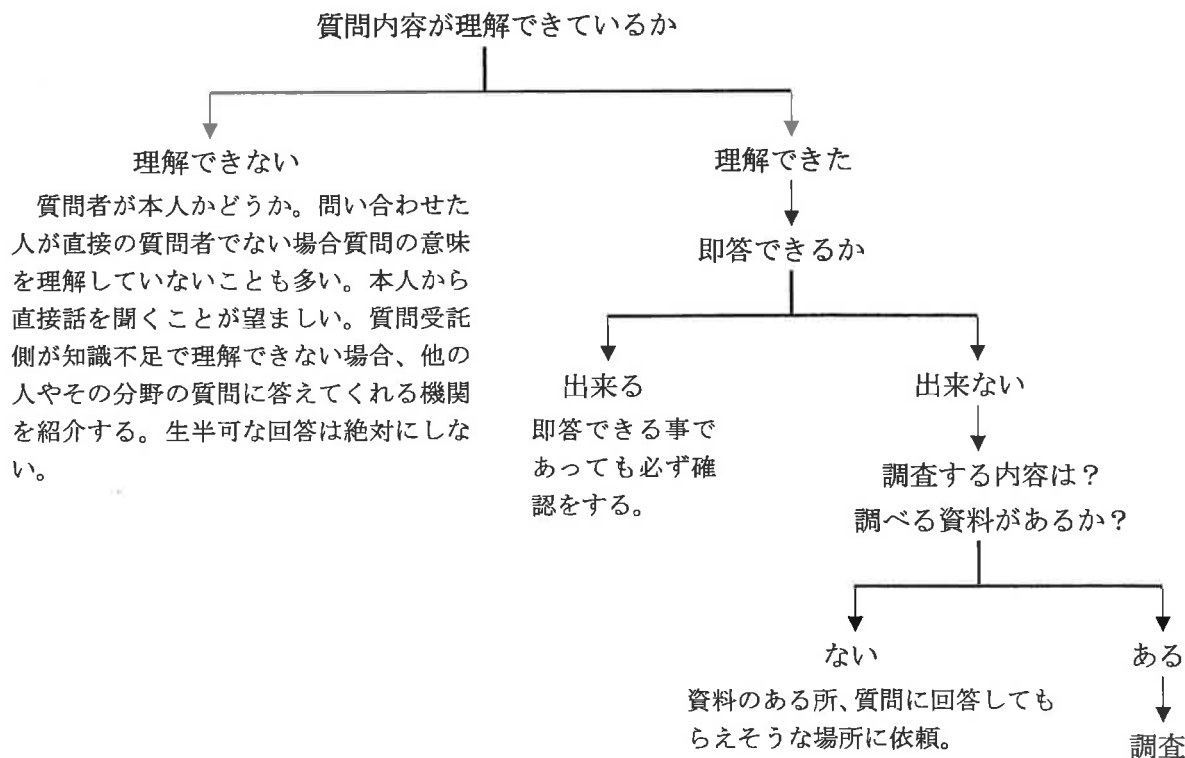 質問内容が理解できているか
理解できない
質問者が本人かどうか。問い合わせた
人が直接の質問者でない場合質問の意味
を理解していないことも多い。本人から
直接話を聞くことが望ましい。質問受託
側が知識不足で理解できない場合、他の
人やその分野の質問に答えてくれる機関
を紹介する。生半可な回答は絶対にしな
い。
理解できた
即答できるか
出来る
即答できる事で
あっても必ず確
認をする。
出来ない
調査する内容は？
調べる資料があるか？
ない
資料のある所、質問に回答しても
らえそうな場所に依頼。
ある
調査